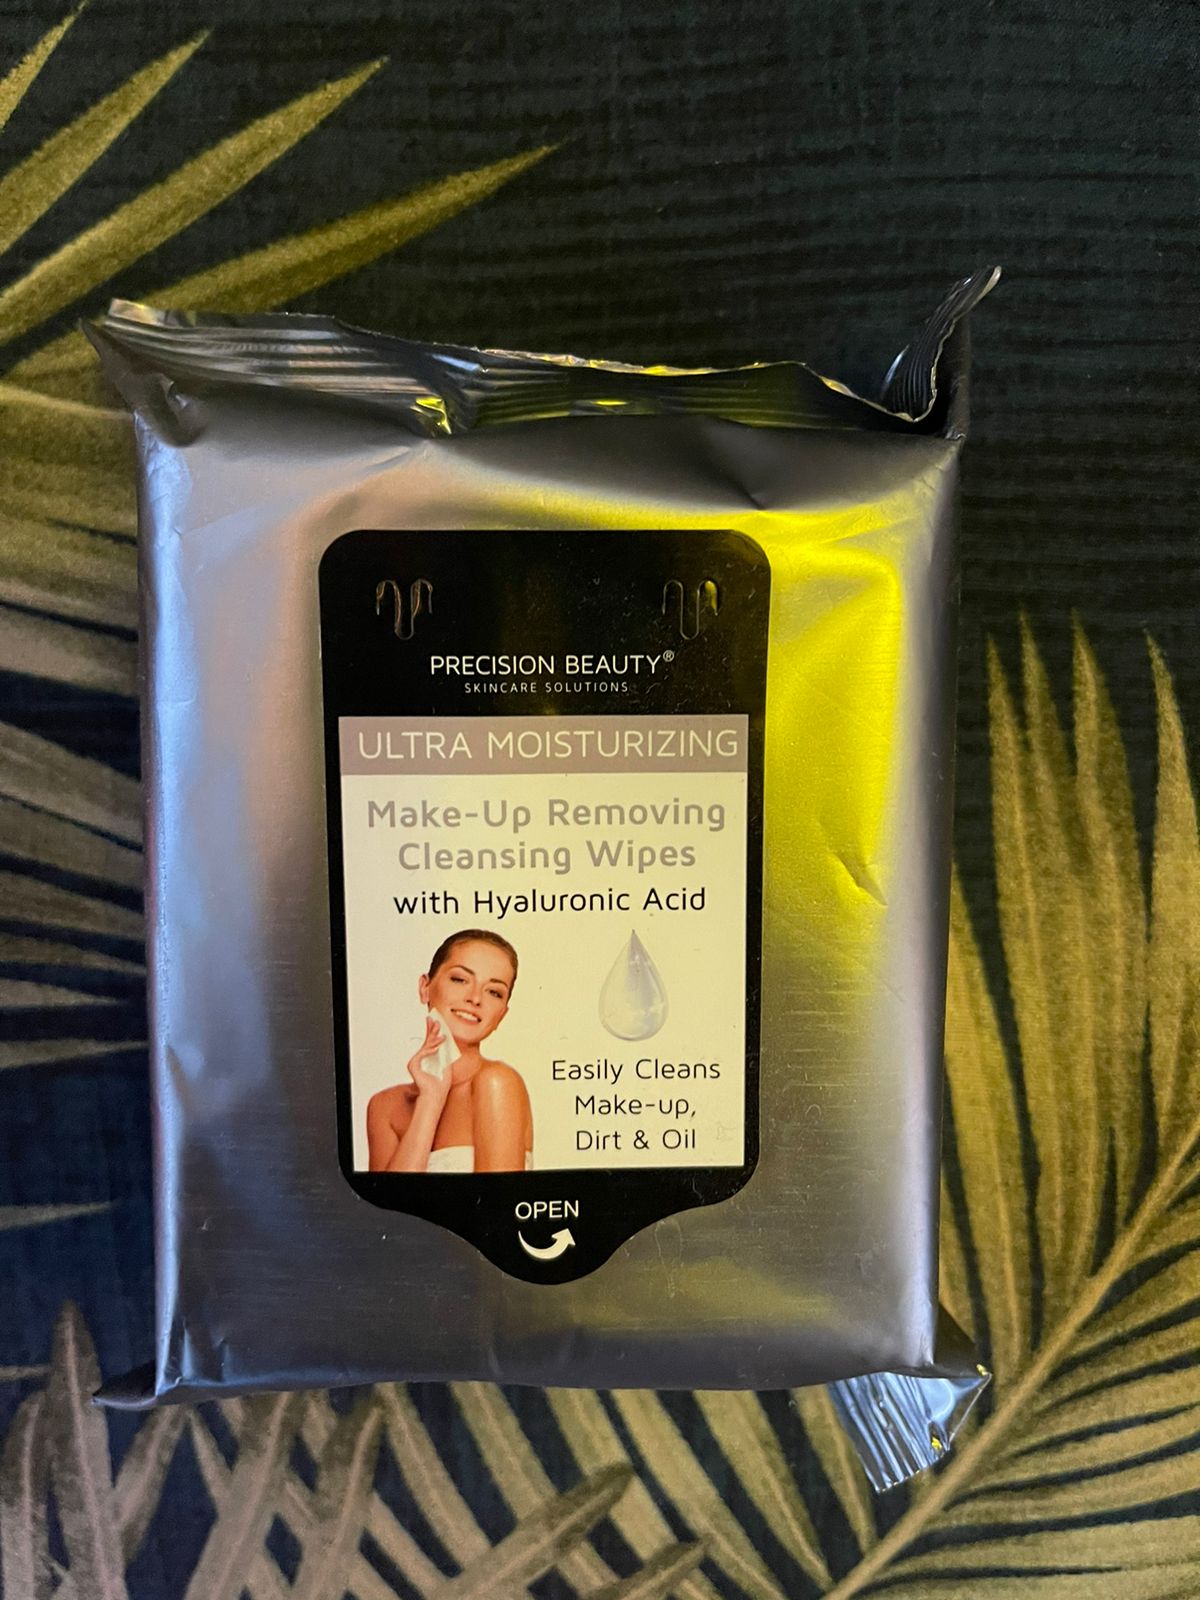 PRECISION BEAUTY®
SKINCARE SOLUTIONS
ULTRA MOISTURIZING
Make-Up Removing
Cleansing Wipes
with Hyaluronic Acid
Easily Cleans
Make-up,
Dirt & Oil
OPEN